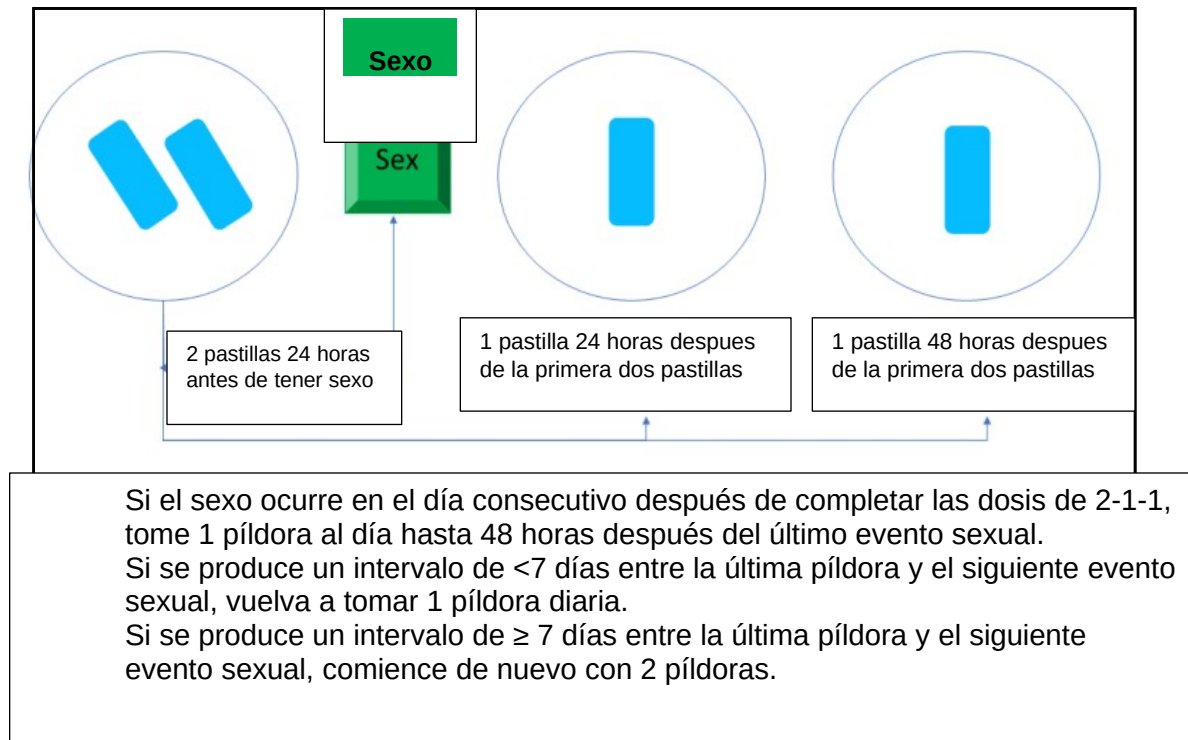 Sexo
Sex
2 pastillas 24 horas
antes de tener sexo
1 pastilla 24 horas despues
de la primera dos pastillas
1 pastilla 48 horas despues
de la primera dos pastillas
Si el sexo ocurre en el día consecutivo después de completar las dosis de 2-1-1,
tome 1 píldora al día hasta 48 horas después del último evento sexual.
Si se produce un intervalo de <7 días entre la última píldora y el siguiente evento
sexual, vuelva a tomar 1 píldora diaria.
Si se produce un intervalo de ≥ 7 días entre la última píldora y el siguiente
evento sexual, comience de nuevo con 2 píldoras.